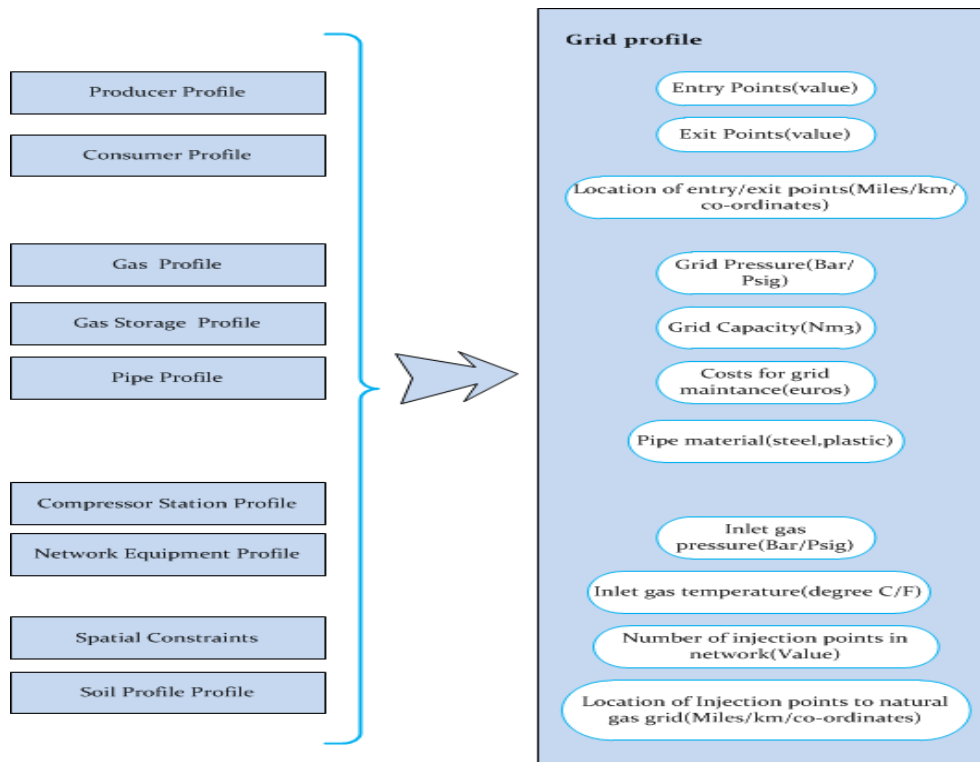 Producer Profile
Consumer Profile
Gas Profile
Gas Storage Profile
Pipe Profile
Compressor Station Profile
Network Equipment Profile
Spatial Constraints
Soil Profile Profile
Grid profile
Entry Points(value)
Exit Points(value)
Location of entry/exit points(Miles/km/
co-ordinates)
Grid Pressure(Bar/
Psig)
Grid Capacity(Nm3)
Costs for grid
maintance(euros)
Pipe material(steel,plastic)
Inlet gas
pressure(Bar/Psig)
Inlet gas temperature(degree C/F)
Number of injection points in
network(Value)
Location of Injection points to natural
gas grid(Miles/km/co-ordinates)